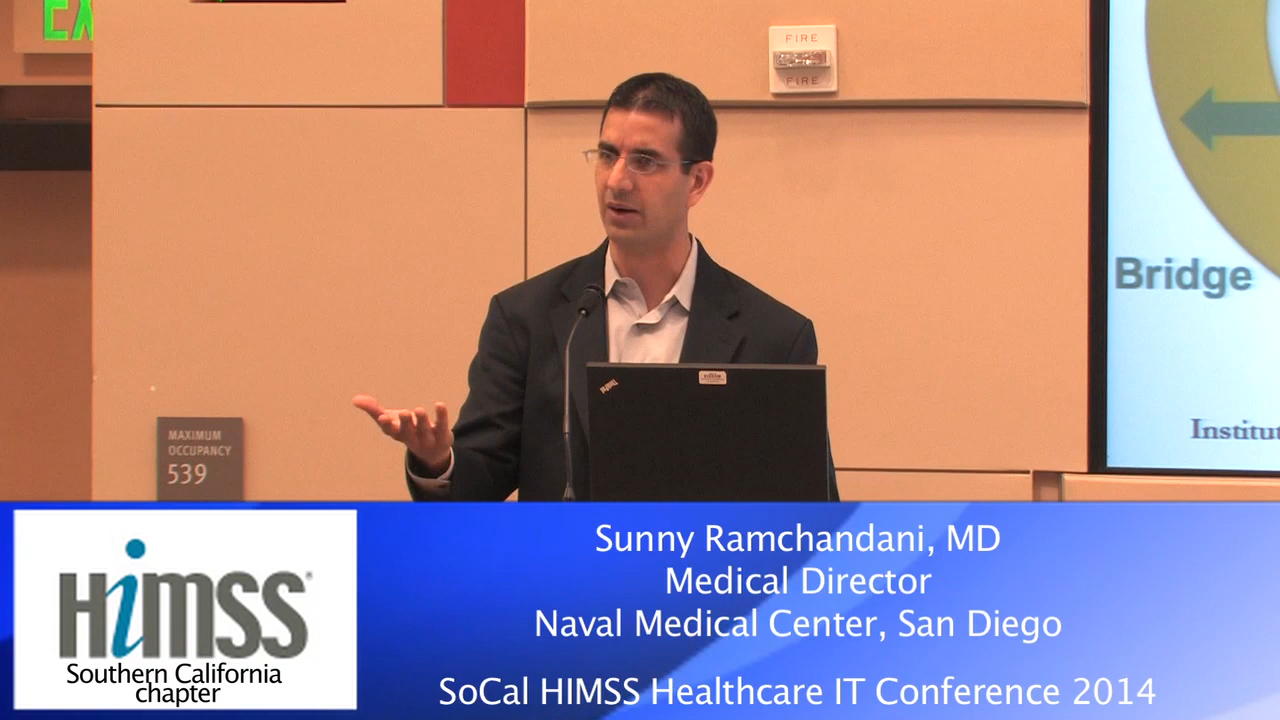 EX
FIRE
FIRE
Bridge
Institu
MAXIMUM
OCCUPANCY
539
HiMSS®
Southern California
chapter
Sunny Ramchandani, MD
Medical Director
Naval Medical Center, San Diego
SoCal HIMSS Healthcare IT Conference 2014